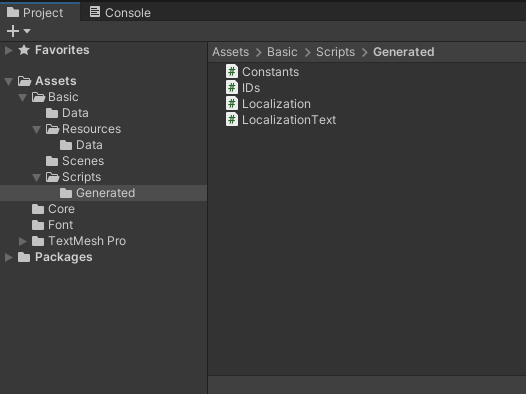 Project
Console
Favorites
Assets
Basic
Data
Resources
Data
Scenes
Scripts
Generated
Core
Font
TextMesh Pro
Packages
Assets > Basic > Scripts > Generated
# Constants
# IDs
# Localization
# LocalizationText